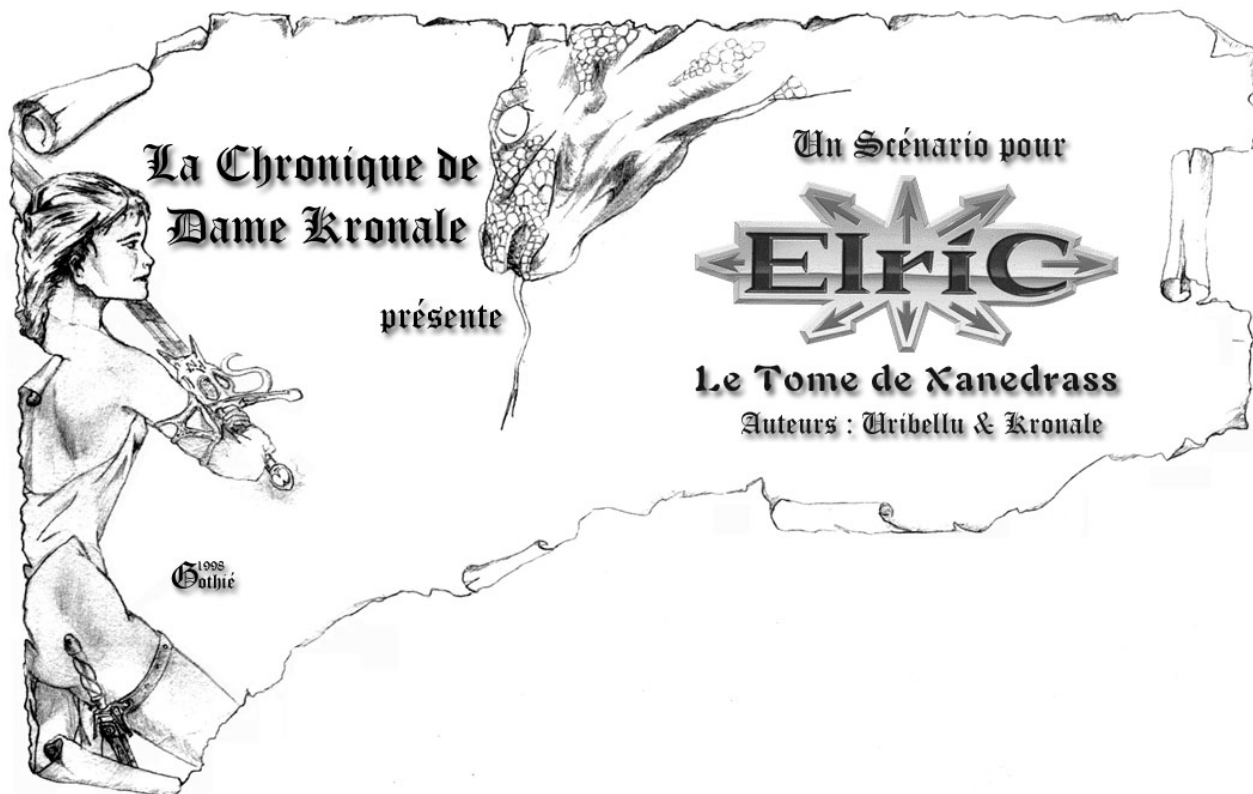 La Chronique de
Dame Kronale
présente
Un Scénario pour
Elric
Le Tome de Xanedrass
Auteurs : Uribellu & Kronale
1998
Gothié